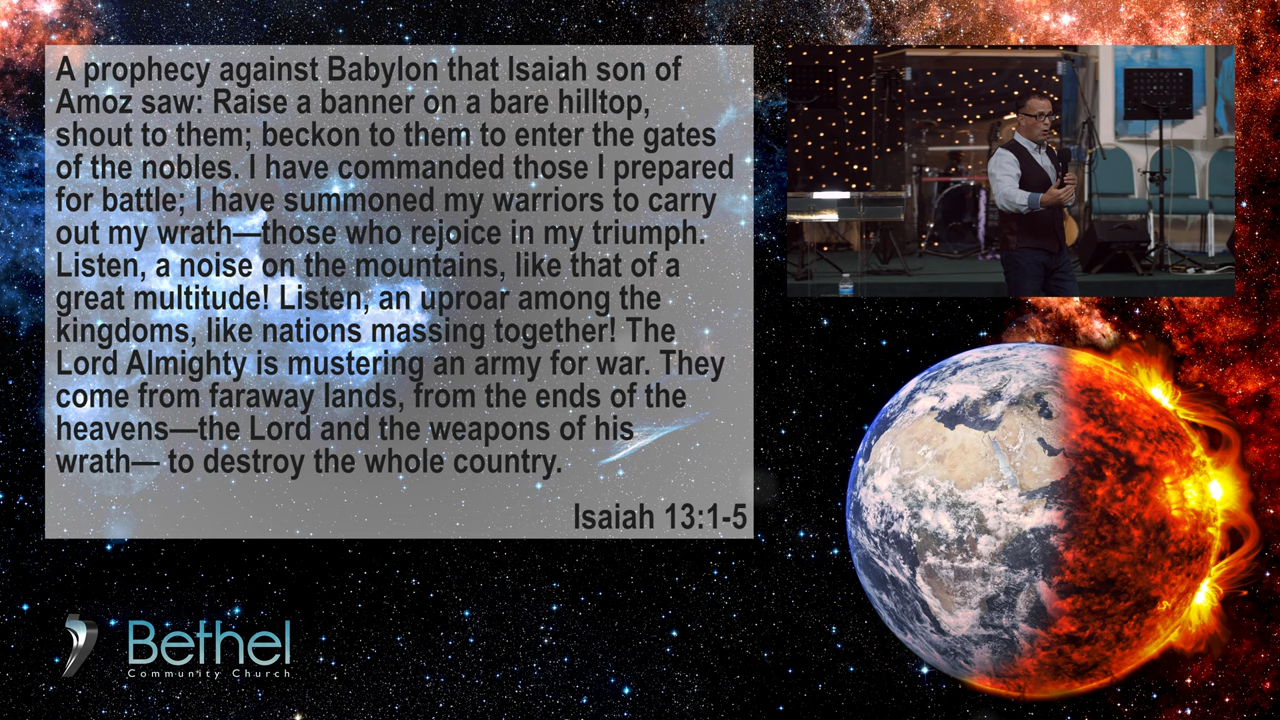 A prophecy against Babylon that Isaiah son of
Amoz saw: Raise a banner on a bare hilltop,
shout to them; beckon to them to enter the gates
of the nobles. I have commanded those I prepared
for battle; I have summoned my warriors to carry
out my wrath—those who rejoice in my triumph.
Listen, a noise on the mountains, like that of a
great multitude! Listen, an uproar among the
kingdoms, like nations massing together! The
Lord Almighty is mustering an army for war. They
come from faraway lands, from the ends of the
heavens—the Lord and the weapons of his
wrath— to destroy the whole country.
Isaiah 13:1-5
Bethel
Community Church